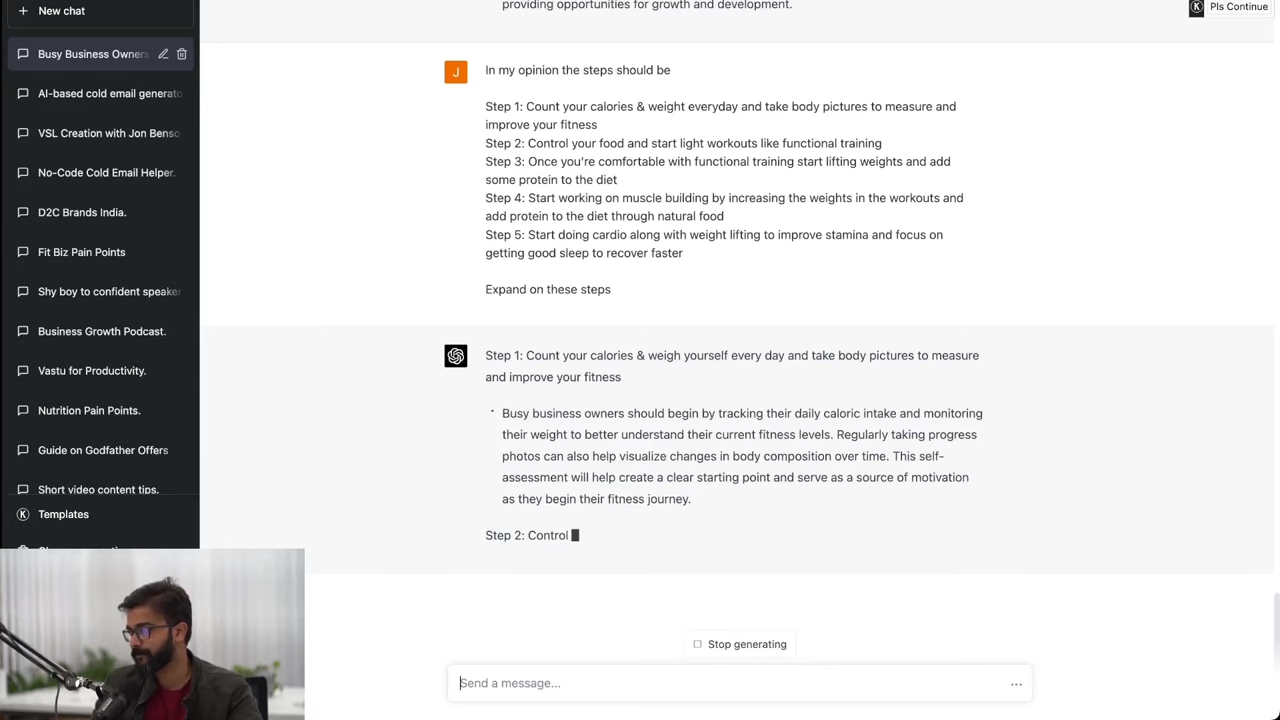 New chat
Busy Business Owners
AI-based cold email generato
VSL Creation with Jon Benso
No-Code Cold Email Helper.
D2C Brands India.
Fit Biz Pain Points
Shy boy to confident speaker
Business Growth Podcast.
Vastu for Productivity.
Nutrition Pain Points.
Guide on Godfather Offers
Short video content tips.
K
Templates
providing opportunities for growth and development.
K
Pls Continue
J
In my opinion the steps should be
Step 1: Count your calories & weight everyday and take body pictures to measure and
improve your fitness
Step 2: Control your food and start light workouts like functional training
Step 3: Once you're comfortable with functional training start lifting weights and add
some protein to the diet
Step 4: Start working on muscle building by increasing the weights in the workouts and
add protein to the diet through natural food
Step 5: Start doing cardio along with weight lifting to improve stamina and focus on
getting good sleep to recover faster
Expand on these steps
Step 1: Count your calories & weigh yourself every day and take body pictures to measure
and improve your fitness
• Busy business owners should begin by tracking their daily caloric intake and monitoring
their weight to better understand their current fitness levels. Regularly taking progress
photos can also help visualize changes in body composition over time. This self-
assessment will help create a clear starting point and serve as a source of motivation
as they begin their fitness journey.
Step 2: Control
Stop generating
Send a message...